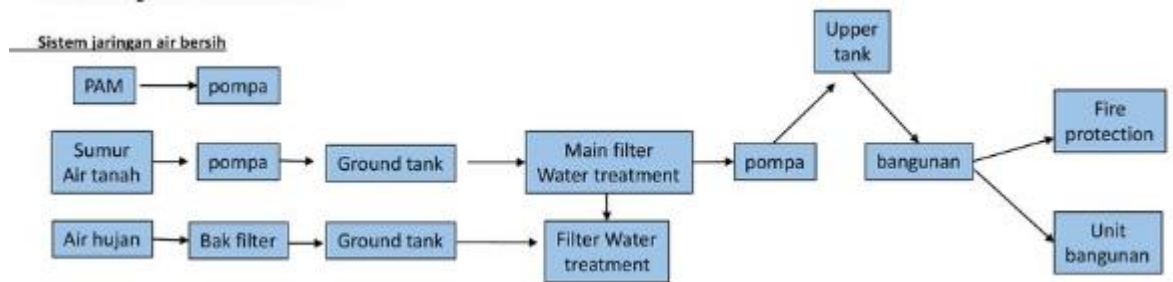 Sistem jaringan air bersih
PAM
pompa
Sumur
Air tanah
pompa
Ground tank
Main filter
Water treatment
pompa
Upper
tank
bangunan
Fire
protection
Unit
bangunan
Air hujan
Bak filter
Ground tank
Filter Water
treatment